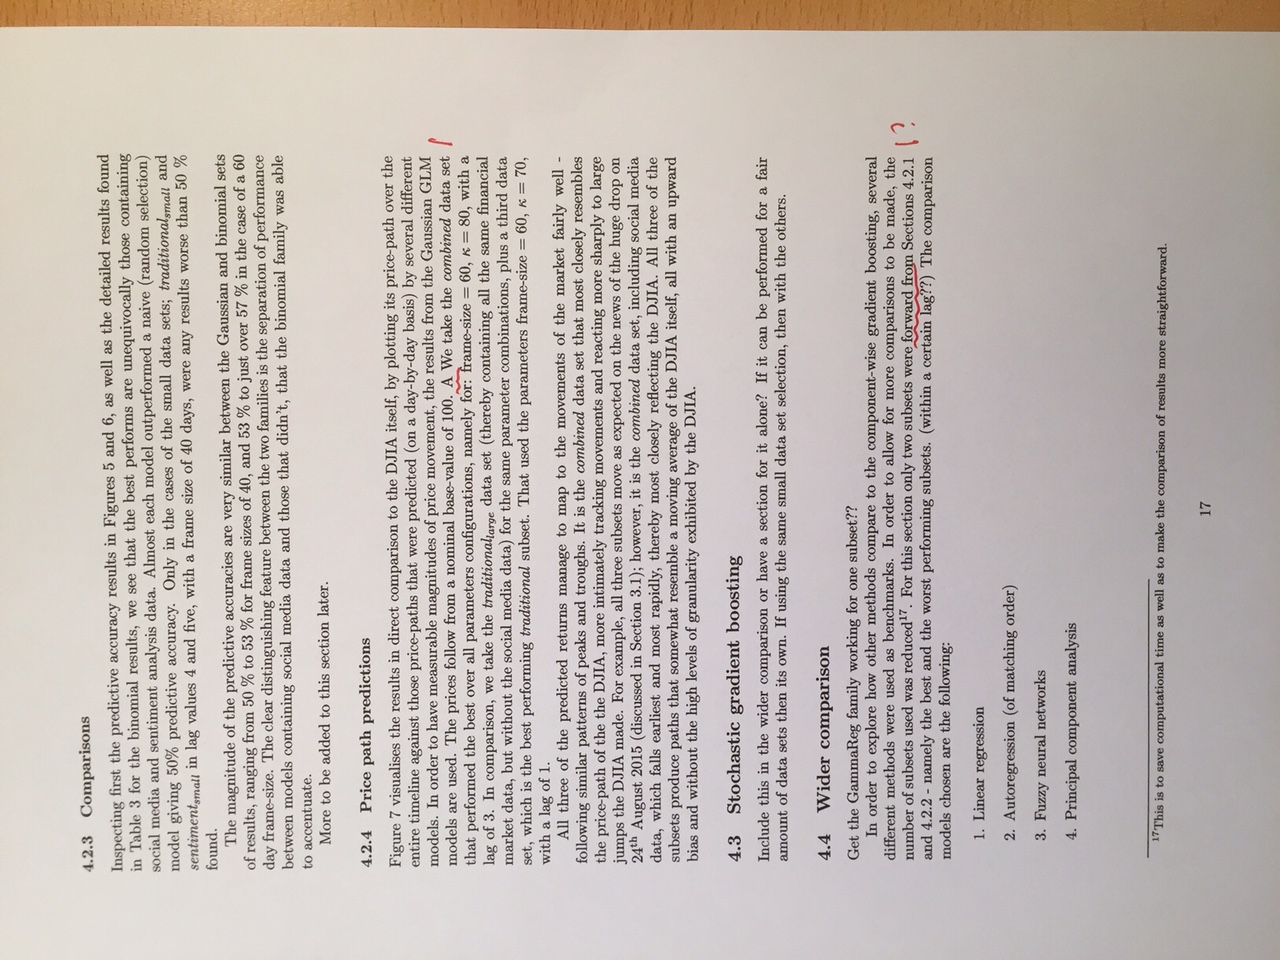 4.2.3 Comparisons
Inspecting first the predictive accuracy results in Figures 5 and 6, as well as the detailed results found
in Table 3 for the binomial results, we see that the best performs are unequivocally those containing
social media and sentiment analysis data. Almost each model outperformed a naive (random selection)
model giving 50% predictive accuracy. Only in the cases of the small data sets; traditionalsmall and
sentimentsmall in lag values 4 and five, with a frame size of 40 days, were any results worse than 50 %
found.
The magnitude of the predictive accuracies are very similar between the Gaussian and binomial sets
of results, ranging from 50 % to 53 % for frame sizes of 40, and 53 % to just over 57 % in the case of a 60
day frame-size. The clear distinguishing feature between the two families is the separation of performance
between models containing social media data and those that didn't, that the binomial family was able
to accentuate.
More to be added to this section later.
4.2.4 Price path predictions
Figure 7 visualises the results in direct comparison to the DJIA itself, by plotting its price-path over the
entire timeline against those price-paths that were predicted (on a day-by-day basis) by several different
models. In order to have measurable magnitudes of price movement, the results from the Gaussian GLM
models are used. The prices follow from a nominal base-value of 100. A We take the combined data set
that performed the best over all parameters configurations, namely for: frame-size = 60, κ = 80, with a
lag of 3. In comparison, we take the traditionallarge data set (thereby containing all the same financial
market data, but without the social media data) for the same parameter combinations, plus a third data
set, which is the best performing traditional subset. That used the parameters frame-size = 60, κ = 70,
with a lag of 1.
All three of the predicted returns manage to map to the movements of the market fairly well -
following similar patterns of peaks and troughs. It is the combined data set that most closely resembles
the price-path of the the DJIA, more intimately tracking movements and reacting more sharply to large
jumps the DJIA made. For example, all three subsets move as expected on the news of the huge drop on
24th August 2015 (discussed in Section 3.1); however, it is the combined data set, including social media
data, which falls earliest and most rapidly, thereby most closely reflecting the DJIA. All three of the
subsets produce paths that somewhat resemble a moving average of the DJIA itself, all with an upward
bias and without the high levels of granularity exhibited by the DJIA.
4.3 Stochastic gradient boosting
Include this in the wider comparison or have a section for it alone? If it can be performed for a fair
amount of data sets then its own. If using the same small data set selection, then with the others.
4.4 Wider comparison
Get the GammaReg family working for one subset??
In order to explore how other methods compare to the component-wise gradient boosting, several
different methods were used as benchmarks. In order to allow for more comparisons to be made, the
number of subsets used was reduced17. For this section only two subsets were forward from Sections 4.2.1 ?
and 4.2.2 - namely the best and the worst performing subsets. (within a certain lag??) The comparison
models chosen are the following:
1. Linear regression
2. Autoregression (of matching order)
3. Fuzzy neural networks
4. Principal component analysis
17This is to save computational time as well as to make the comparison of results more straightforward.
17